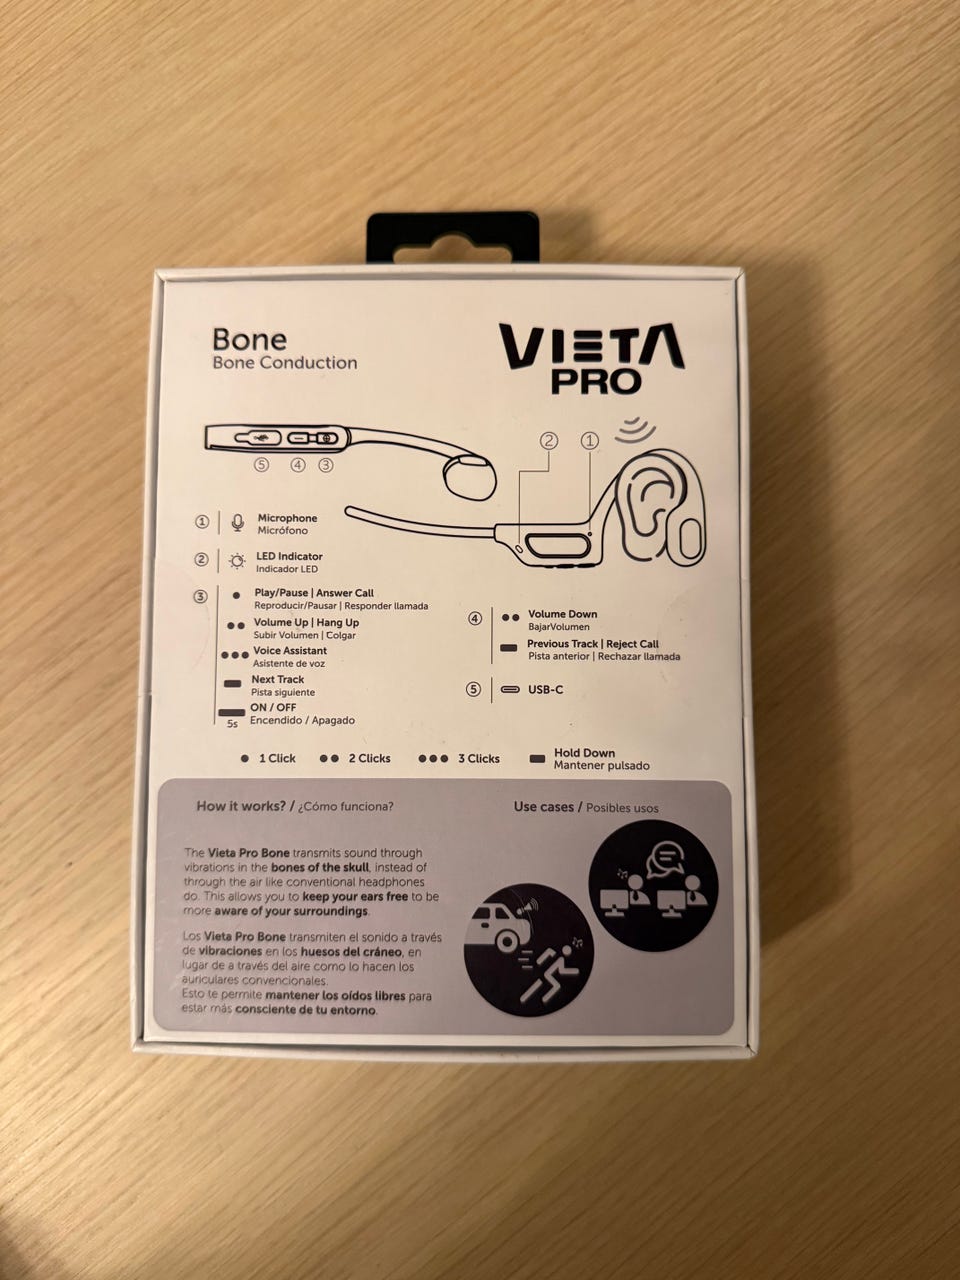 Bone
Bone Conduction
VIETA
PRO
② ①
⑤ ④ ③
① Microphone
Micrófono
② LED Indicator
Indicador LED
③ Play/Pause | Answer Call
Reproducir/Pausar | Responder llamada
Volume Up | Hang Up
Subir Volumen | Colgar
Voice Assistant
Asistente de voz
Next Track
Pista siguiente
ON / OFF
5s Encendido / Apagado
④ Volume Down
BajarVolumen
Previous Track | Reject Call
Pista anterior | Rechazar llamada
⑤ USB-C
1 Click 2 Clicks 3 Clicks Hold Down
Mantener pulsado
How it works? / ¿Cómo funciona?
The Vieta Pro Bone transmits sound through
vibrations in the bones of the skull, instead of
through the air like conventional headphones
do. This allows you to keep your ears free to be
more aware of your surroundings.
Los Vieta Pro Bone transmiten el sonido a través
de vibraciones en los huesos del cráneo, en
lugar de a través del aire como lo hacen los
auriculares convencionales.
Esto te permite mantener los oídos libres para
estar más consciente de tu entorno.
Use cases / Posibles usos